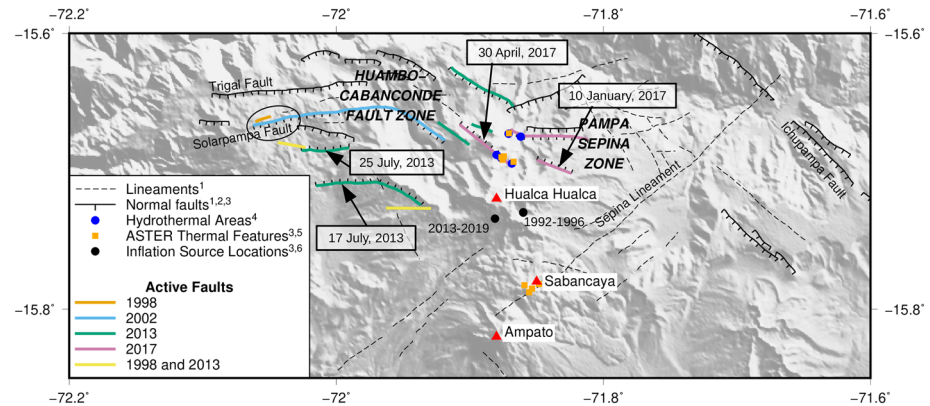 −72.2˚
−72˚
−71.8˚
−71.6˚
−15.6˚
−15.6˚
30 April, 2017
Trigal Fault
HUAMBO-
CABANCONDE
FAULT ZONE
10 January, 2017
Solarpampa Fault
PAMPA
SEPINA
ZONE
Ichupampa Fault
25 July, 2013
Sepina Lineament
Lineaments1
Normal faults1,2,3
Hydrothermal Areas4
ASTER Thermal Features3,5
Inflation Source Locations3,6
Hualca Hualca
17 July, 2013
2013-2019
1992-1996
Active Faults
1998
2002
2013
2017
1998 and 2013
Sabancaya
Ampato
−15.8˚
−15.8˚
−72.2˚
−72˚
−71.8˚
−71.6˚